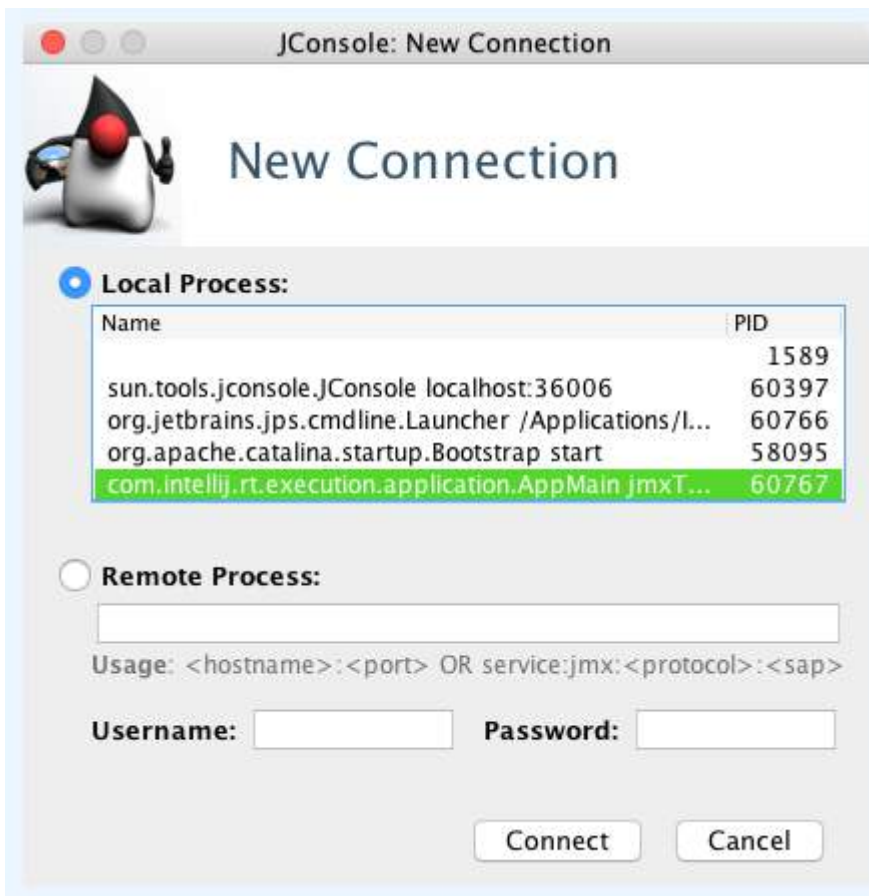 JConsole: New Connection
New Connection
Local Process:
Name PID
1589
sun.tools.jconsole.JConsole localhost:36006 60397
org.jetbrains.jps.cmdline.Launcher /Applications/I... 60766
org.apache.catalina.startup.Bootstrap start 58095
com.intellij.rt.execution.application.AppMain jmxT... 60767
Remote Process:
Usage: <hostname>:<port> OR service:jmx:<protocol>:<sap>
Username: Password:
Connect Cancel